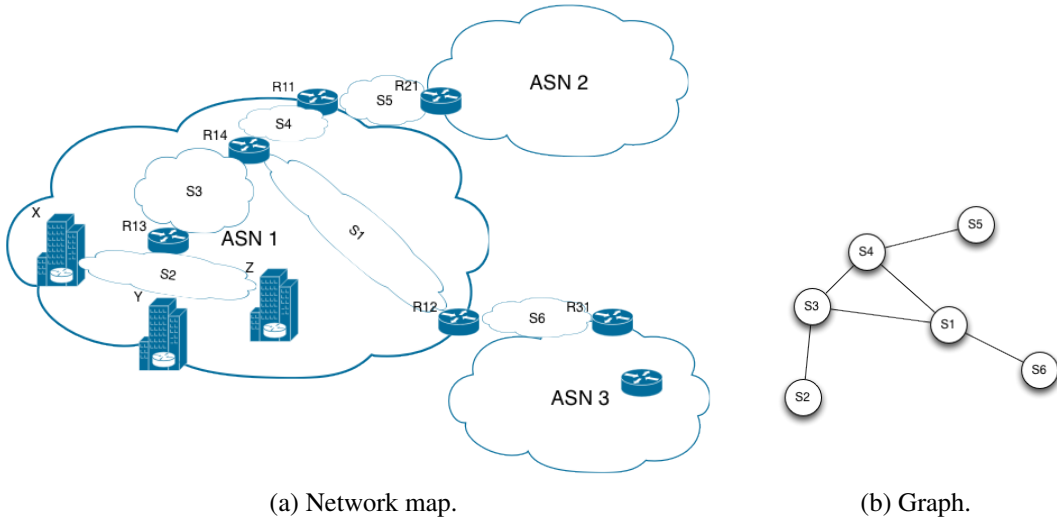 ASN 2
R11
R21
S5
S4
R14
S3
X
R13
ASN 1
S1
S2
Z
Y
R12
S6
R31
ASN 3
S5
S4
S3
S1
S2
S6
(a) Network map.
(b) Graph.